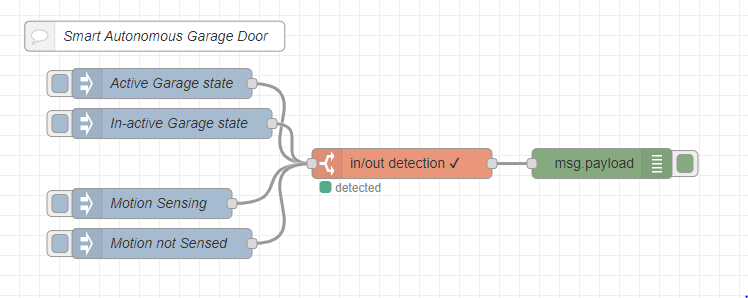 Smart Autonomous Garage Door
Active Garage state
In-active Garage state
in/out detection ✓
msg.payload
detected
Motion Sensing
Motion not Sensed